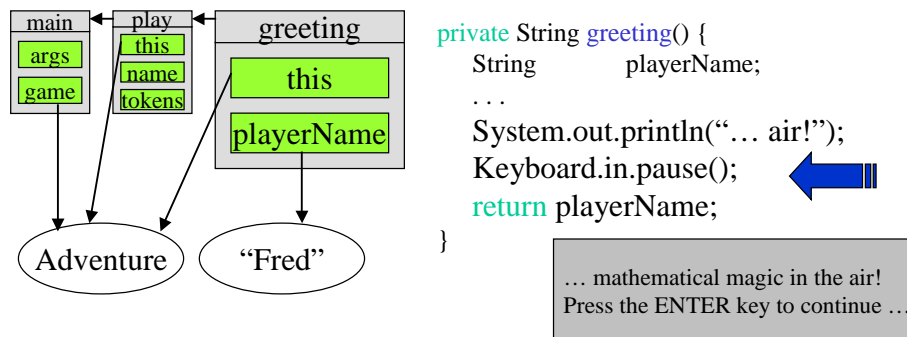 main
args
game
play
this
name
tokens
greeting
this
playerName
Adventure
“Fred”
private String greeting() {
String playerName;
. . .
System.out.println(“… air!”);
Keyboard.in.pause();
return playerName;
}
… mathematical magic in the air!
Press the ENTER key to continue …